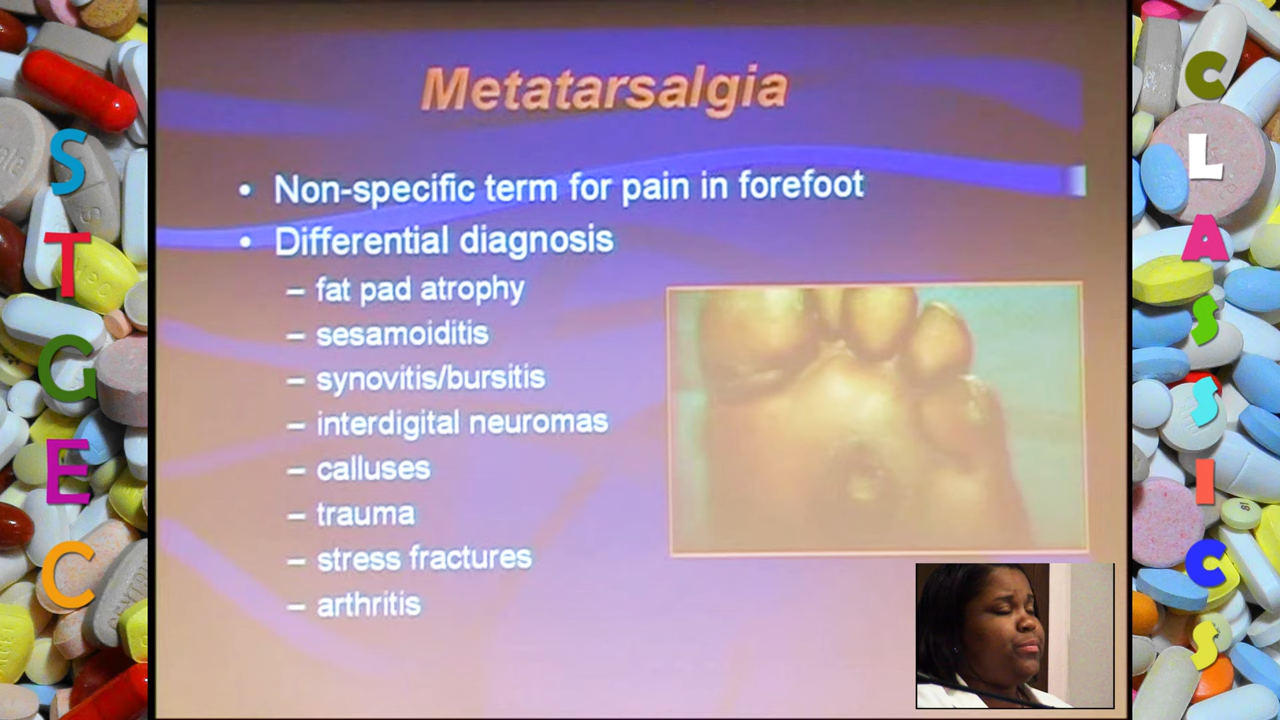 STGEC
CLASSICS
Metatarsalgia
• Non-specific term for pain in forefoot
• Differential diagnosis
– fat pad atrophy
– sesamoiditis
– synovitis/bursitis
– interdigital neuromas
– calluses
– trauma
– stress fractures
– arthritis